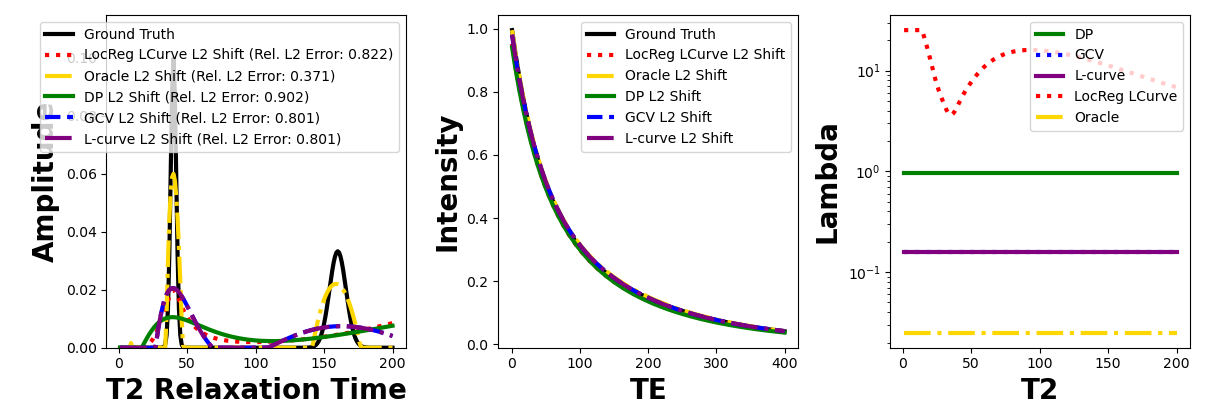 Ground Truth
LocReg LCurve L2 Shift (Rel. L2 Error: 0.822)
Oracle L2 Shift (Rel. L2 Error: 0.371)
DP L2 Shift (Rel. L2 Error: 0.902)
GCV L2 Shift (Rel. L2 Error: 0.801)
L-curve L2 Shift (Rel. L2 Error: 0.801)
Amplitude
0.10
0.08
0.06
0.04
0.02
0.00
0
50
100
150
200
T2 Relaxation Time
Ground Truth
LocReg LCurve L2 Shift
Oracle L2 Shift
DP L2 Shift
GCV L2 Shift
L-curve L2 Shift
Intensity
1.0
0.8
0.6
0.4
0.2
0.0
0
100
200
300
400
TE
DP
GCV
L-curve
LocReg LCurve
Oracle
Lambda
10¹
10⁰
10⁻¹
0
50
100
150
200
T2